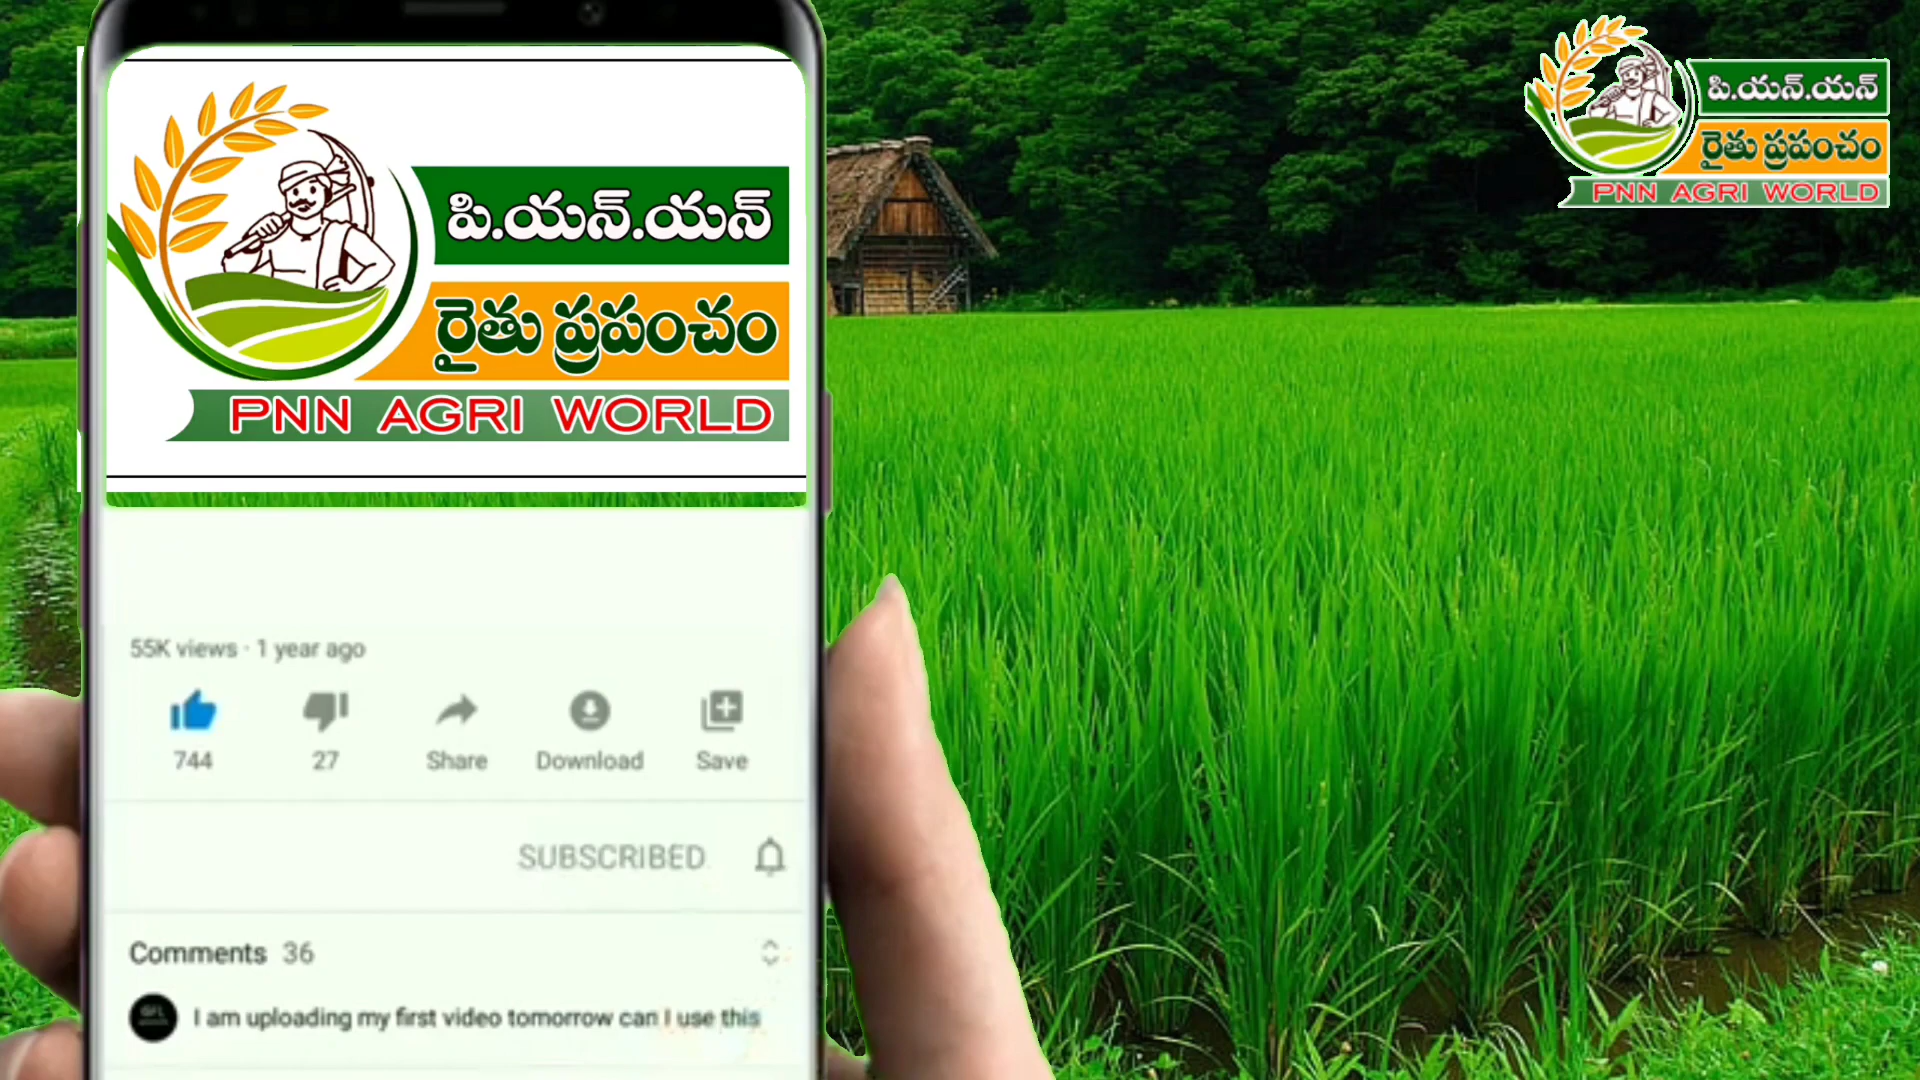 పి.యన్.యన్
రైతు ప్రపంచం
PNN AGRI WORLD
55K views · 1 year ago
744
27
Share
Download
Save
SUBSCRIBED
Comments 36
I am uploading my first video tomorrow can I use this
పి.యన్.యన్
రైతు ప్రపంచం
PNN AGRI WORLD